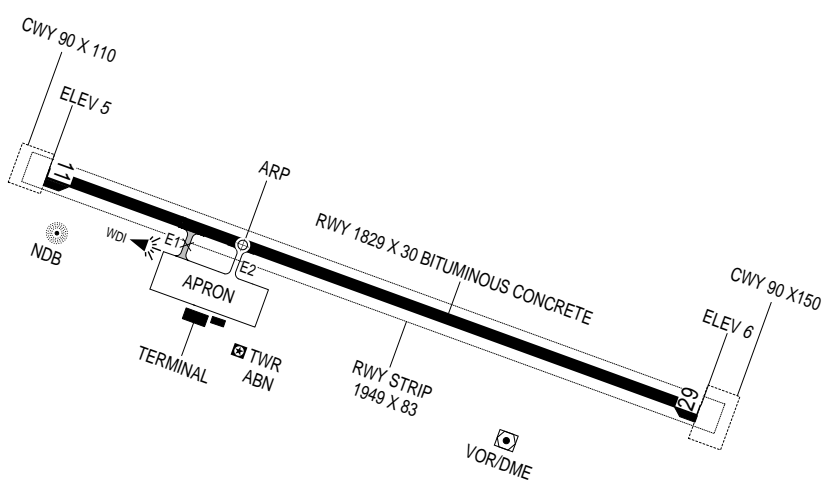 CWY 90 X 110
ELEV 5
11
ARP
RWY 1829 X 30 BITUMINOUS CONCRETE
NDB
WDI
E1
E2
APRON
TERMINAL
TWR
ABN
RWY STRIP
1949 X 83
CWY 90 X150
ELEV 6
29
VOR/DME